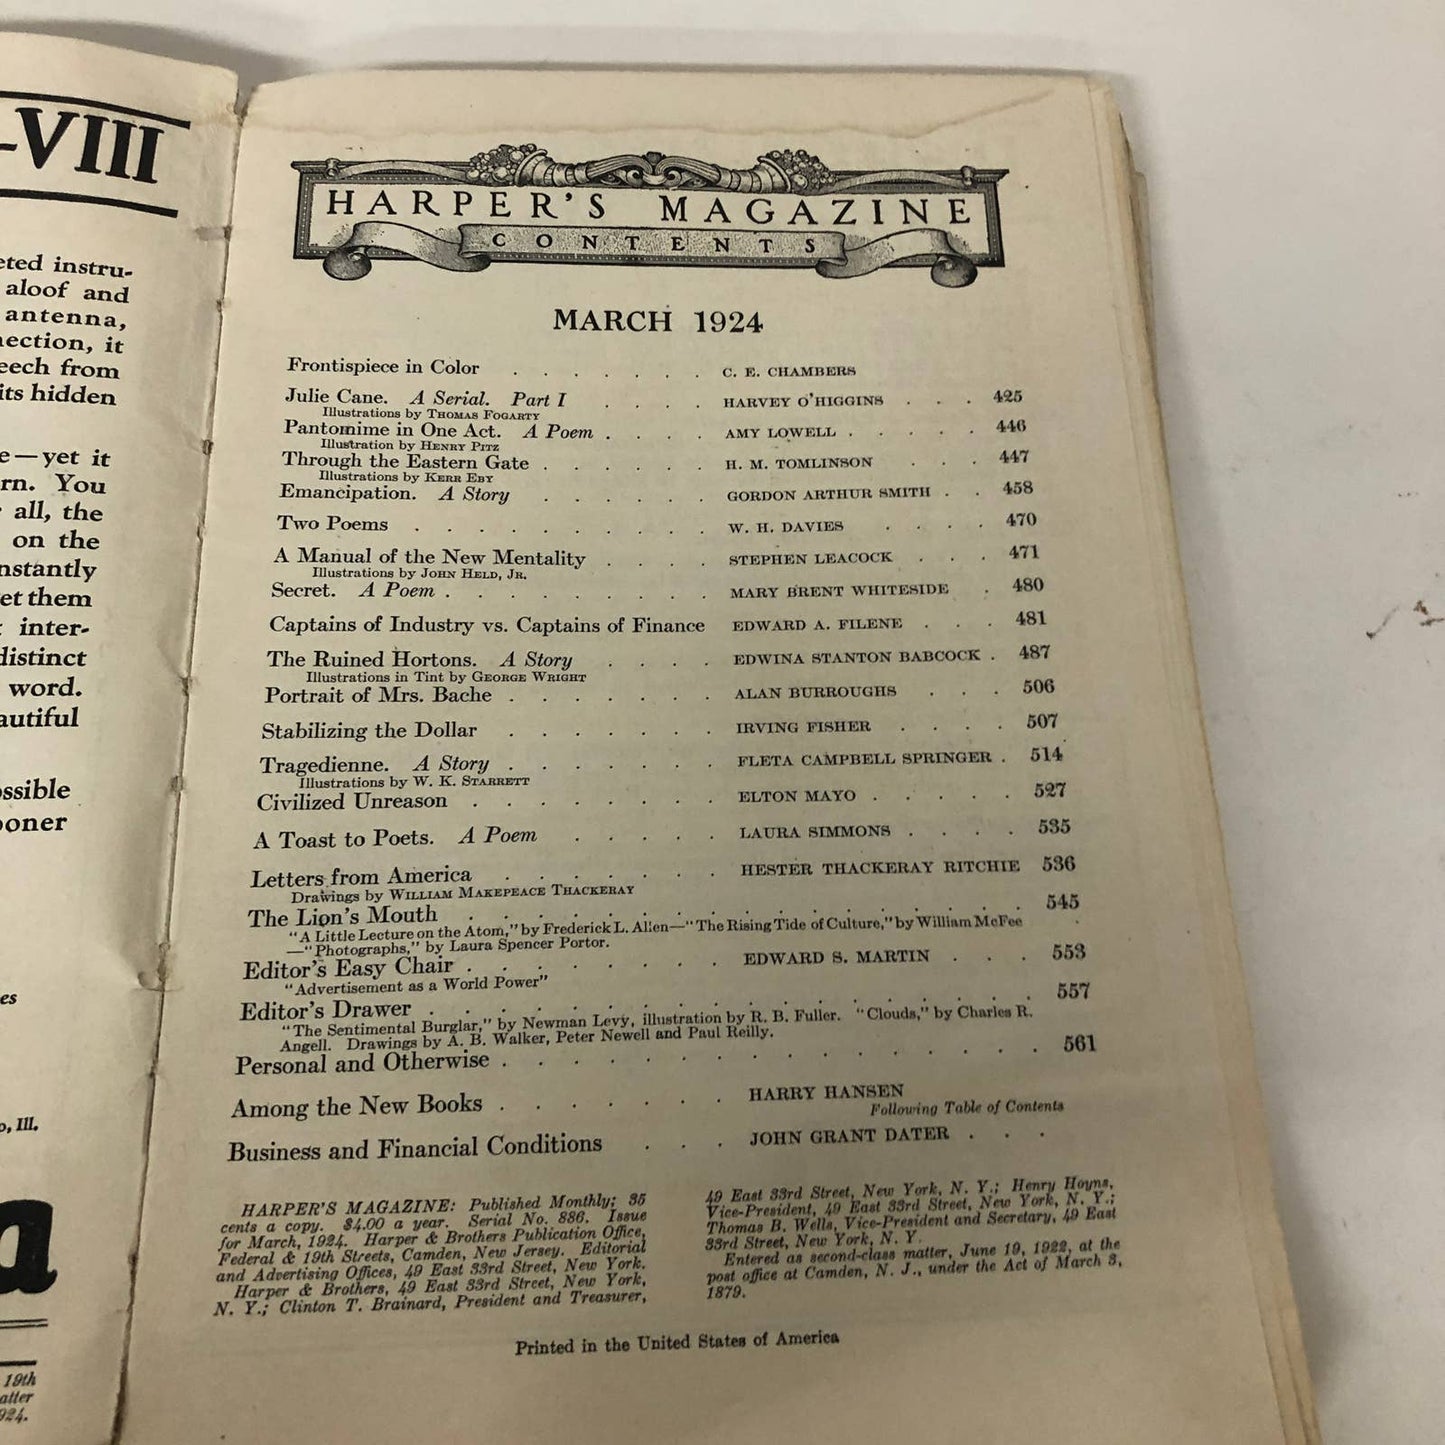 -VIII
instru-
aloof and
antenna,
it
from
its hidden
yet it
You
all, the
on the
them
inter-
distinct
word.
Ill.
19th
HARPER'S MAGAZINE
CONTENTS
MARCH 1924
Frontispiece in Color . . . . . . . C. E. CHAMBERS
Julie Cane. A Serial. Part I . . . . HARVEY O'HIGGINS . . . 425
Illustrations by THOMAS FOGARTY
Pantomime in One Act. A Poem . . . . AMY LOWELL . . . . . 446
Illustration by HENRY PITZ
Through the Eastern Gate . . . . . . H. M. TOMLINSON . . . 447
Illustrations by KERR EBY
Emancipation. A Story . . . . . . GORDON ARTHUR SMITH . . 458
Two Poems . . . . . . . . . W. H. DAVIES . . . . 470
A Manual of the New Mentality . . . . STEPHEN LEACOCK . . . 471
Illustrations by JOHN HELD, JR.
Secret. A Poem . . . . . . . . . MARY BRENT WHITESIDE . 480
Captains of Industry vs. Captains of Finance EDWARD A. FILENE . . . 481
The Ruined Hortons. A Story . . . . EDWINA STANTON BABCOCK . 487
Illustrations in Tint by GEORGE WRIGHT
Portrait of Mrs. Bache . . . . . . . ALAN BURROUGHS . . . 506
Stabilizing the Dollar . . . . . . . IRVING FISHER . . . . 507
Tragedienne. A Story . . . . . . . FLETA CAMPBELL SPRINGER . 514
Illustrations by W. K. STARRETT
Civilized Unreason . . . . . . . . ELTON MAYO . . . . . 527
A Toast to Poets. A Poem . . . . . LAURA SIMMONS . . . . 535
Letters from America . . . . . . . HESTER THACKERAY RITCHIE 536
Drawings by WILLIAM MAKEPEACE THACKERAY
The Lion's Mouth . . . . . . . . . . . . . . . 545
"A Little Lecture on the Atom," by Frederick L. Allen—"The Rising Tide of Culture," by William McFee
—"Photographs," by Laura Spencer Portor.
Editor's Easy Chair . . . . . . . . EDWARD S. MARTIN . . . 553
"Advertisement as a World Power"
Editor's Drawer . . . . . . . . . . . . . . . . 557
"The Sentimental Burglar," by Newman Levy, illustration by R. B. Fuller. "Clouds," by Charles R.
Angell. Drawings by A. B. Walker, Peter Newell and Paul Reilly.
Personal and Otherwise . . . . . . . . . . . . . . 561
Among the New Books . . . . . . . HARRY HANSEN
Following Table of Contents
Business and Financial Conditions . . . JOHN GRANT DATER . . .
HARPER'S MAGAZINE: Published Monthly; 35
cents a copy. $4.00 a year. Serial No. 886. Issue
for March, 1924. Harper & Brothers Publication Office,
Federal & 19th Streets, Camden, New Jersey. Editorial
and Advertising Offices, 49 East 33rd Street, New York.
Harper & Brothers, 49 East 33rd Street, New York,
N. Y.; Clinton T. Brainard, President and Treasurer,
49 East 33rd Street, New York, N. Y.; Henry Hoyns,
Vice-President, 49 East 33rd Street, New York, N. Y.;
Thomas B. Wells, Vice-President and Secretary, 49 East
33rd Street, New York, N. Y.
Entered as second-class matter, June 19, 1922, at the
post office at Camden, N. J., under the Act of March 3,
1879.
Printed in the United States of America